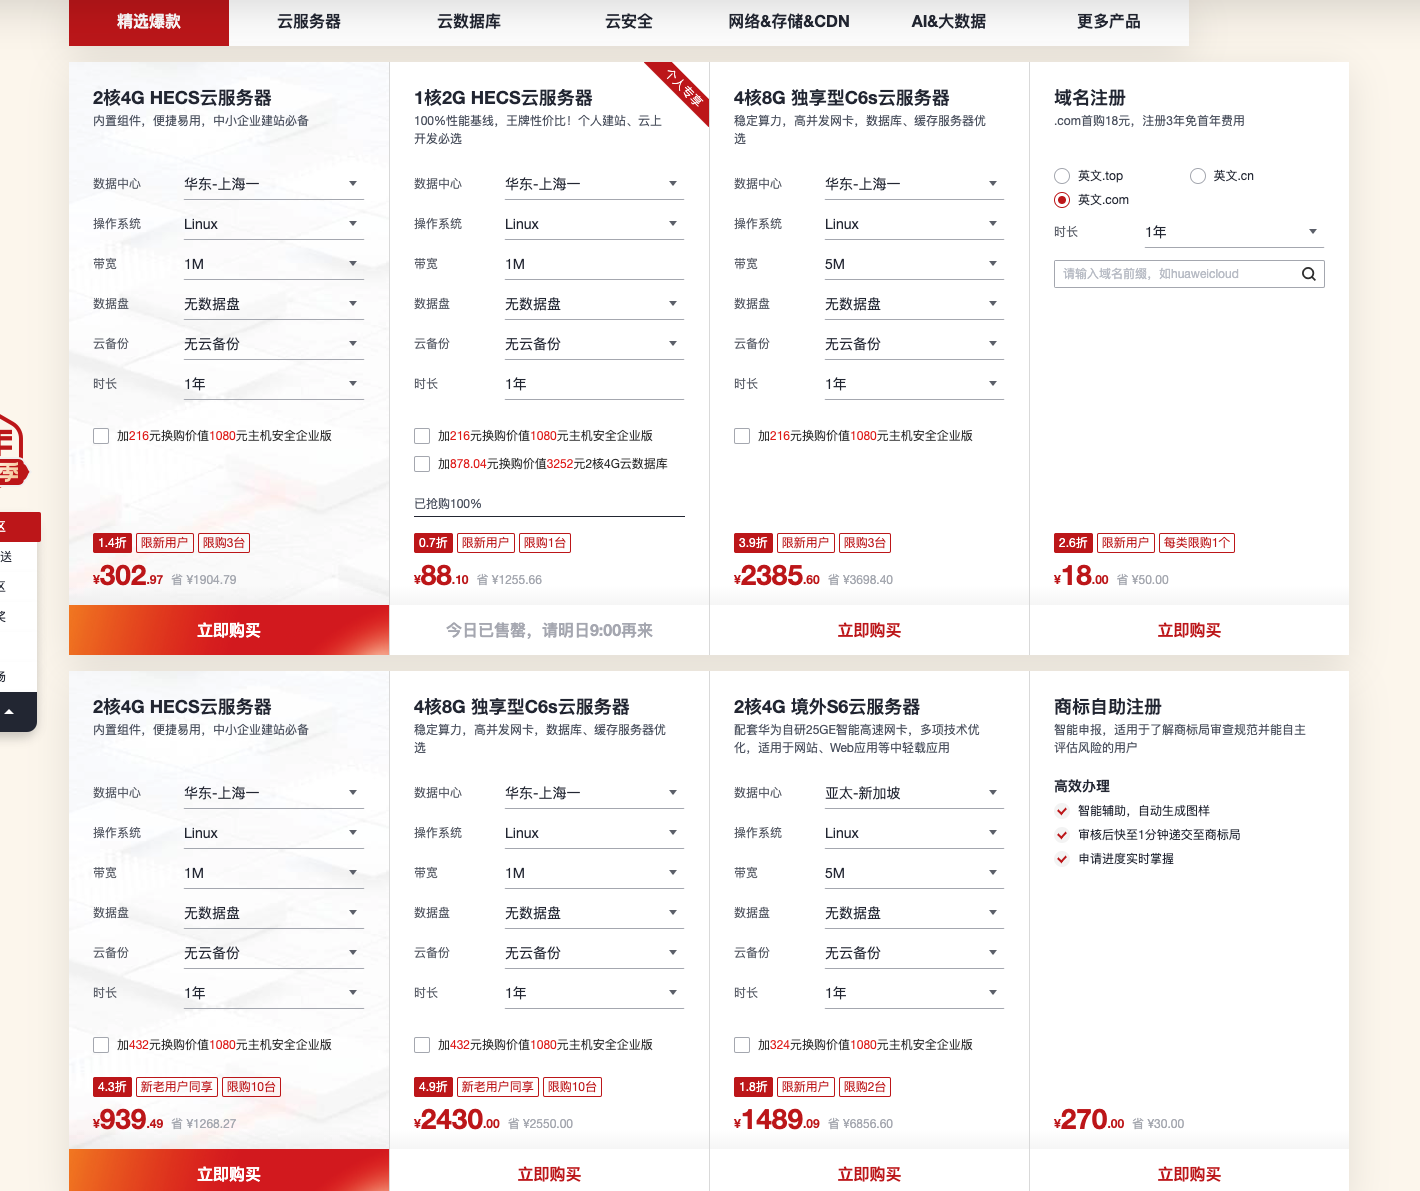 精选爆款
云服务器
云数据库
云安全
网络&存储&CDN
AI&大数据
更多产品
2核4G HECS云服务器
内置组件，便捷易用，中小企业建站必备
数据中心 华东-上海一
操作系统 Linux
带宽 1M
数据盘 无数据盘
云备份 无云备份
时长 1年
加216元换购价值1080元主机安全企业版
1.4折 限新用户 限购3台
¥302.97 省 ¥1904.79
立即购买
个人专享
1核2G HECS云服务器
100%性能基线，王牌性价比！个人建站、云上
开发必选
数据中心 华东-上海一
操作系统 Linux
带宽 1M
数据盘 无数据盘
云备份 无云备份
时长 1年
加216元换购价值1080元主机安全企业版
加878.04元换购价值3252元2核4G云数据库
已抢购100%
0.7折 限新用户 限购1台
¥88.10 省 ¥1255.66
今日已售罄，请明日9:00再来
4核8G 独享型C6s云服务器
稳定算力，高并发网卡，数据库、缓存服务器优
选
数据中心 华东-上海一
操作系统 Linux
带宽 5M
数据盘 无数据盘
云备份 无云备份
时长 1年
加216元换购价值1080元主机安全企业版
3.9折 限新用户 限购3台
¥2385.60 省 ¥3698.40
立即购买
域名注册
.com首购18元，注册3年免首年费用
英文.top 英文.cn
英文.com
时长 1年
请输入域名前缀，如huaweicloud
2.6折 限新用户 每类限购1个
¥18.00 省 ¥50.00
立即购买
季
区
送
区
奖
场
2核4G HECS云服务器
内置组件，便捷易用，中小企业建站必备
数据中心 华东-上海一
操作系统 Linux
带宽 1M
数据盘 无数据盘
云备份 无云备份
时长 1年
加432元换购价值1080元主机安全企业版
4.3折 新老用户同享 限购10台
¥939.49 省 ¥1268.27
立即购买
4核8G 独享型C6s云服务器
稳定算力，高并发网卡，数据库、缓存服务器优
选
数据中心 华东-上海一
操作系统 Linux
带宽 1M
数据盘 无数据盘
云备份 无云备份
时长 1年
加432元换购价值1080元主机安全企业版
4.9折 新老用户同享 限购10台
¥2430.00 省 ¥2550.00
立即购买
2核4G 境外S6云服务器
配套华为自研25GE智能高速网卡，多项技术优
化，适用于网站、Web应用等中轻载应用
数据中心 亚太-新加坡
操作系统 Linux
带宽 5M
数据盘 无数据盘
云备份 无云备份
时长 1年
加324元换购价值1080元主机安全企业版
1.8折 限新用户 限购2台
¥1489.09 省 ¥6856.60
立即购买
商标自助注册
智能申报，适用于了解商标局审查规范并能自主
评估风险的用户
高效办理
智能辅助，自动生成图样
审核后快至1分钟递交至商标局
申请进度实时掌握
¥270.00 省 ¥30.00
立即购买